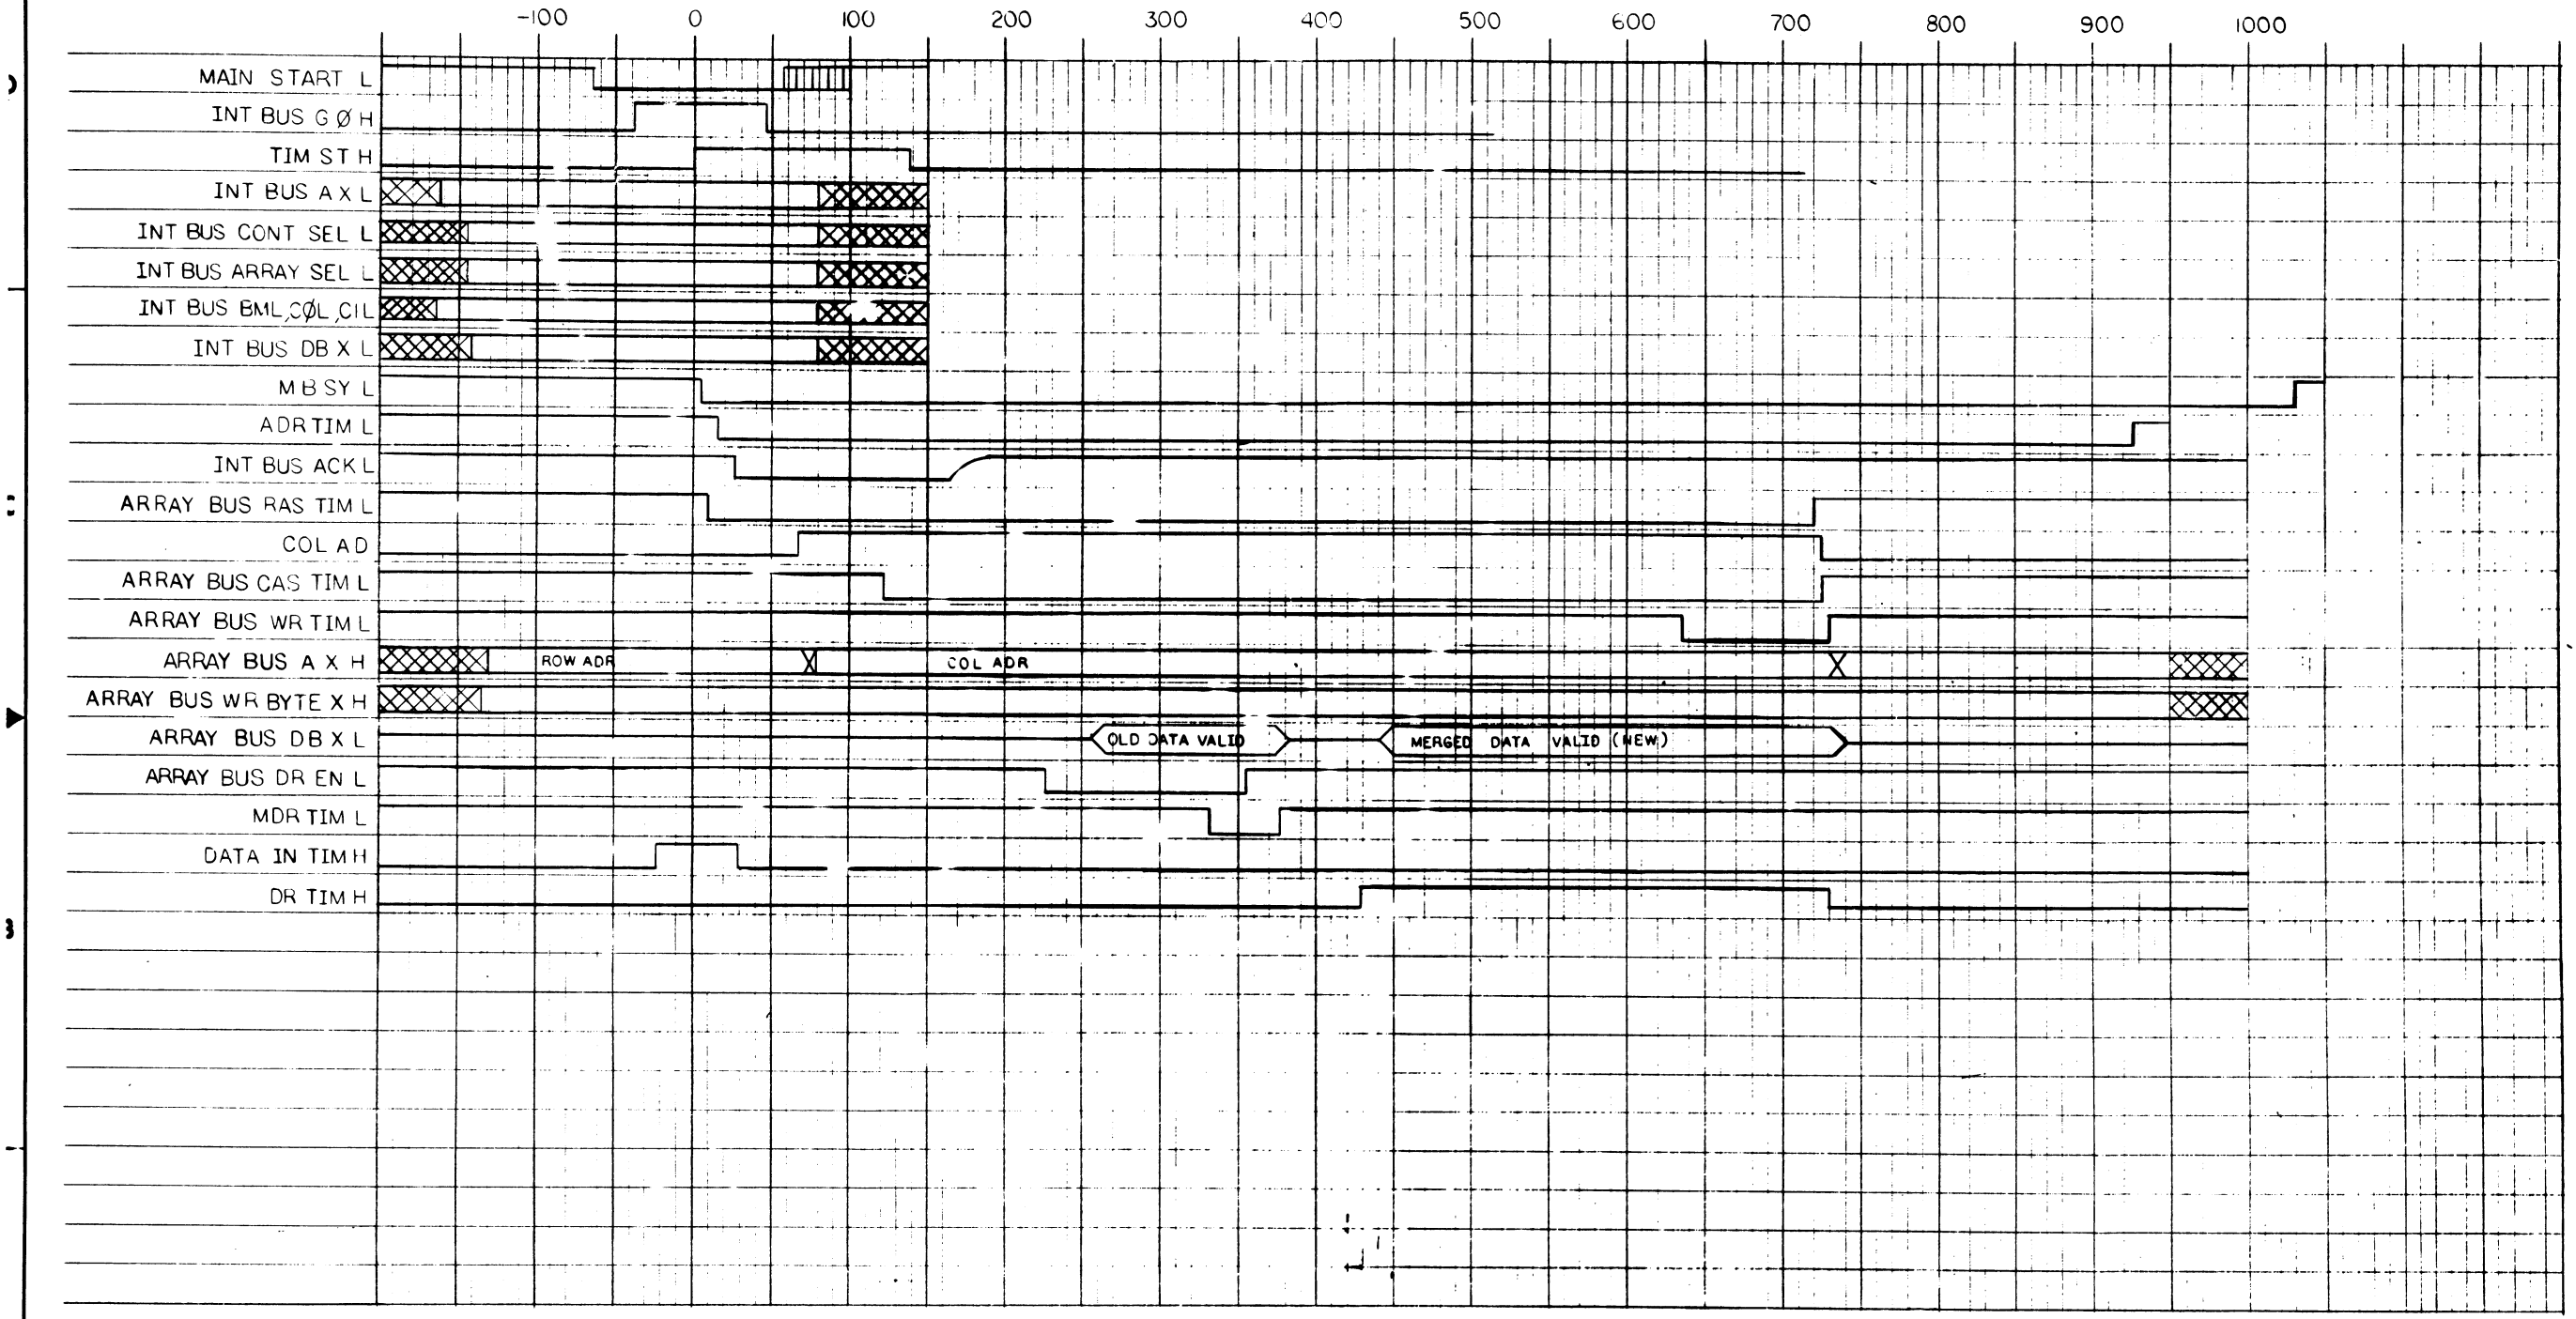 -100 0 100 200 300 400 500 600 700 800 900 1000
MAIN START L
INT BUS G Ø H
TIM ST H
INT BUS A X L
INT BUS CONT SEL L
INT BUS ARRAY SEL L
INT BUS BML,CØL,C1L
INT BUS DB X L
M B SY L
ADR TIM L
INT BUS ACK L
ARRAY BUS RAS TIM L
COL AD
ARRAY BUS CAS TIM L
ARRAY BUS WR TIM L
ARRAY BUS A X H ROW ADR COL ADR
ARRAY BUS WR BYTE X H
ARRAY BUS DB X L OLD DATA VALID MERGED DATA VALID (NEW)
ARRAY BUS DR EN L
MDR TIM L
DATA IN TIM H
DR TIM H